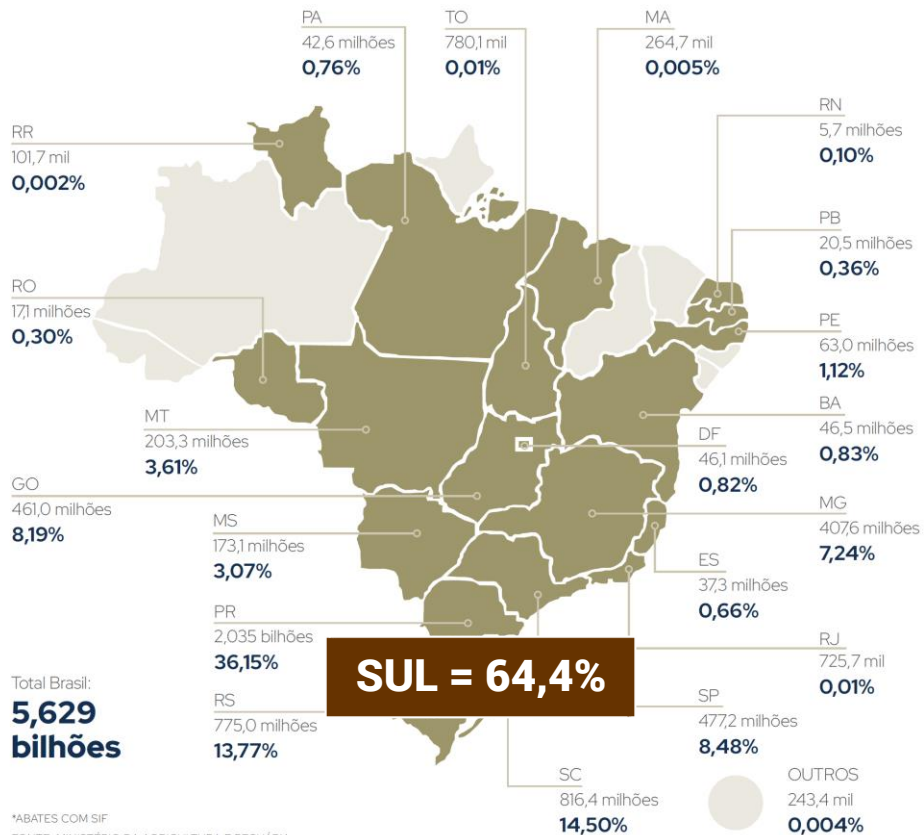 PA
42,6 milhões
0,76%
TO
780,1 mil
0,01%
MA
264,7 mil
0,005%
RN
5,7 milhões
0,10%
RR
101,7 mil
0,002%
PB
20,5 milhões
0,36%
RO
17,1 milhões
0,30%
PE
63,0 milhões
1,12%
MT
203,3 milhões
3,61%
BA
46,5 milhões
0,83%
DF
46,1 milhões
0,82%
GO
461,0 milhões
8,19%
MS
173,1 milhões
3,07%
MG
407,6 milhões
7,24%
ES
37,3 milhões
0,66%
PR
2,035 bilhões
36,15%
SUL = 64,4%
RJ
725,7 mil
0,01%
Total Brasil:
5,629
bilhões
RS
775,0 milhões
13,77%
SP
477,2 milhões
8,48%
SC
816,4 milhões
14,50%
OUTROS
243,4 mil
0,004%
*ABATES COM SIF